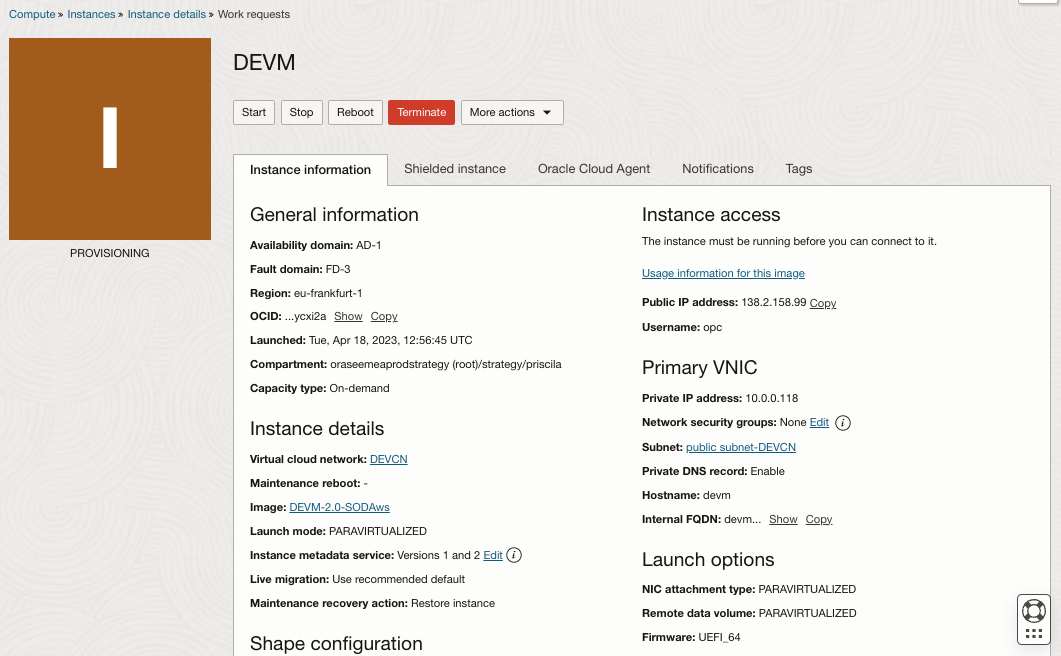 Compute » Instances » Instance details » Work requests
I
PROVISIONING
DEVM
Start Stop Reboot Terminate More actions
Instance information Shielded instance Oracle Cloud Agent Notifications Tags
General information
Availability domain: AD-1
Fault domain: FD-3
Region: eu-frankfurt-1
OCID: ...ycxi2a Show Copy
Launched: Tue, Apr 18, 2023, 12:56:45 UTC
Compartment: oraseemeaprodstrategy (root)/strategy/priscila
Capacity type: On-demand
Instance details
Virtual cloud network: DEVCN
Maintenance reboot: -
Image: DEVM-2.0-SODAws
Launch mode: PARAVIRTUALIZED
Instance metadata service: Versions 1 and 2 Edit i
Live migration: Use recommended default
Maintenance recovery action: Restore instance
Shape configuration
Instance access
The instance must be running before you can connect to it.
Usage information for this image
Public IP address: 138.2.158.99 Copy
Username: opc
Primary VNIC
Private IP address: 10.0.0.118
Network security groups: None Edit i
Subnet: public subnet-DEVCN
Private DNS record: Enable
Hostname: devm
Internal FQDN: devm... Show Copy
Launch options
NIC attachment type: PARAVIRTUALIZED
Remote data volume: PARAVIRTUALIZED
Firmware: UEFI_64